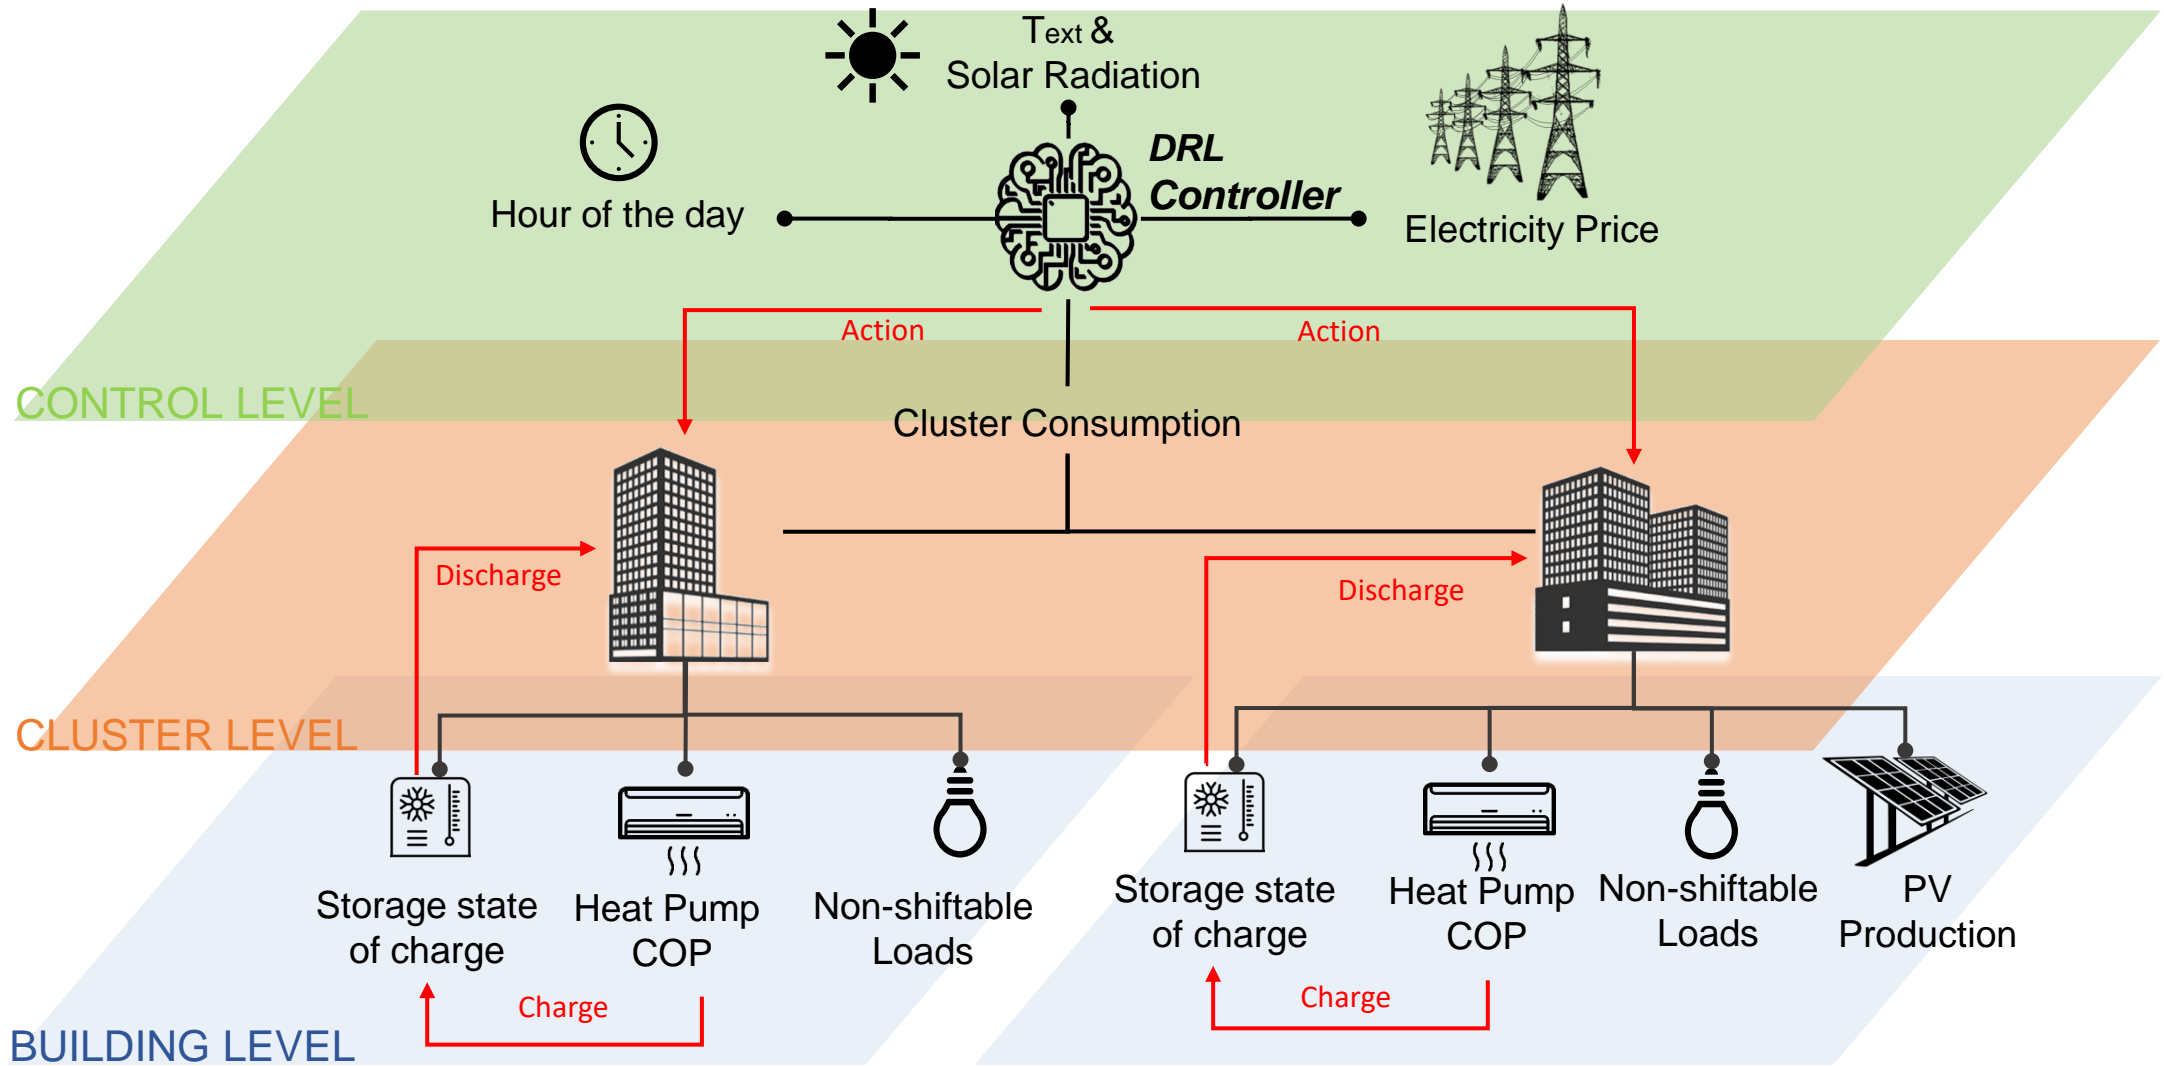 Text &
Solar Radiation
DRL
Controller
Hour of the day
Electricity Price
Action
Action
CONTROL LEVEL
Cluster Consumption
Discharge
Discharge
CLUSTER LEVEL
Storage state
of charge
Heat Pump
COP
Non-shiftable
Loads
Storage state
of charge
Heat Pump
COP
Non-shiftable
Loads
PV
Production
Charge
Charge
BUILDING LEVEL